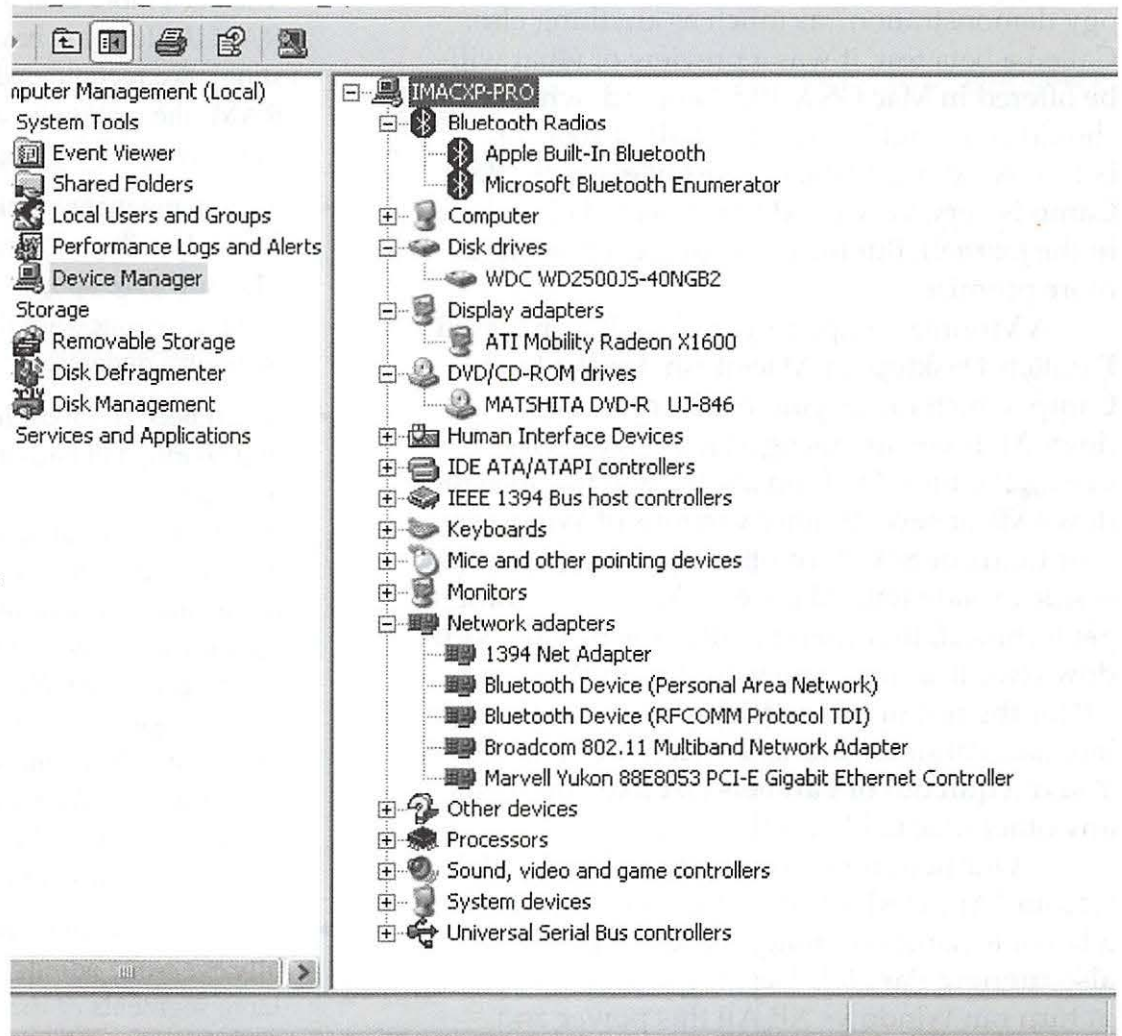 mputer Management (Local)
System Tools
Event Viewer
Shared Folders
Local Users and Groups
Performance Logs and Alerts
Device Manager
Storage
Removable Storage
Disk Defragmenter
Disk Management
Services and Applications
IMACXP-PRO
Bluetooth Radios
Apple Built-In Bluetooth
Microsoft Bluetooth Enumerator
Computer
Disk drives
WDC WD2500JS-40NGB2
Display adapters
ATI Mobility Radeon X1600
DVD/CD-ROM drives
MATSHITA DVD-R UJ-846
Human Interface Devices
IDE ATA/ATAPI controllers
IEEE 1394 Bus host controllers
Keyboards
Mice and other pointing devices
Monitors
Network adapters
1394 Net Adapter
Bluetooth Device (Personal Area Network)
Bluetooth Device (RFCOMM Protocol TDI)
Broadcom 802.11 Multiband Network Adapter
Marvell Yukon 88E8053 PCI-E Gigabit Ethernet Controller
Other devices
Processors
Sound, video and game controllers
System devices
Universal Serial Bus controllers